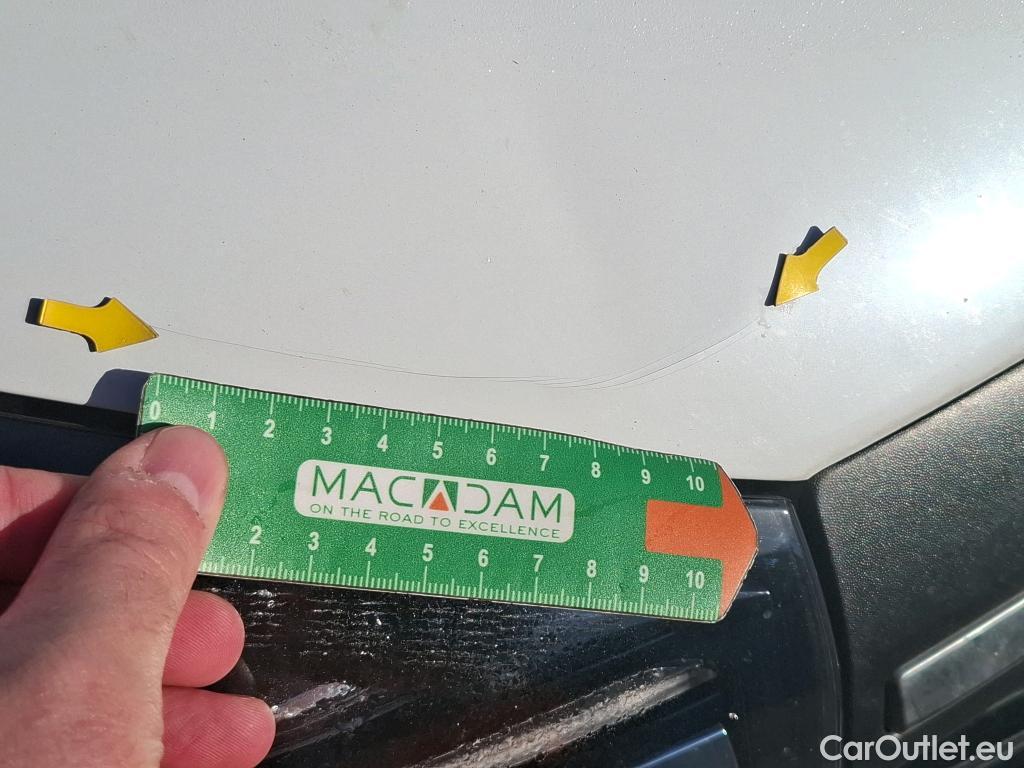 0 1 2 3 4 5 6 7 8 9 10
MACADAM
ON THE ROAD TO EXCELLENCE
2 3 4 5 6 7 8 9 10
CarOutlet.eu